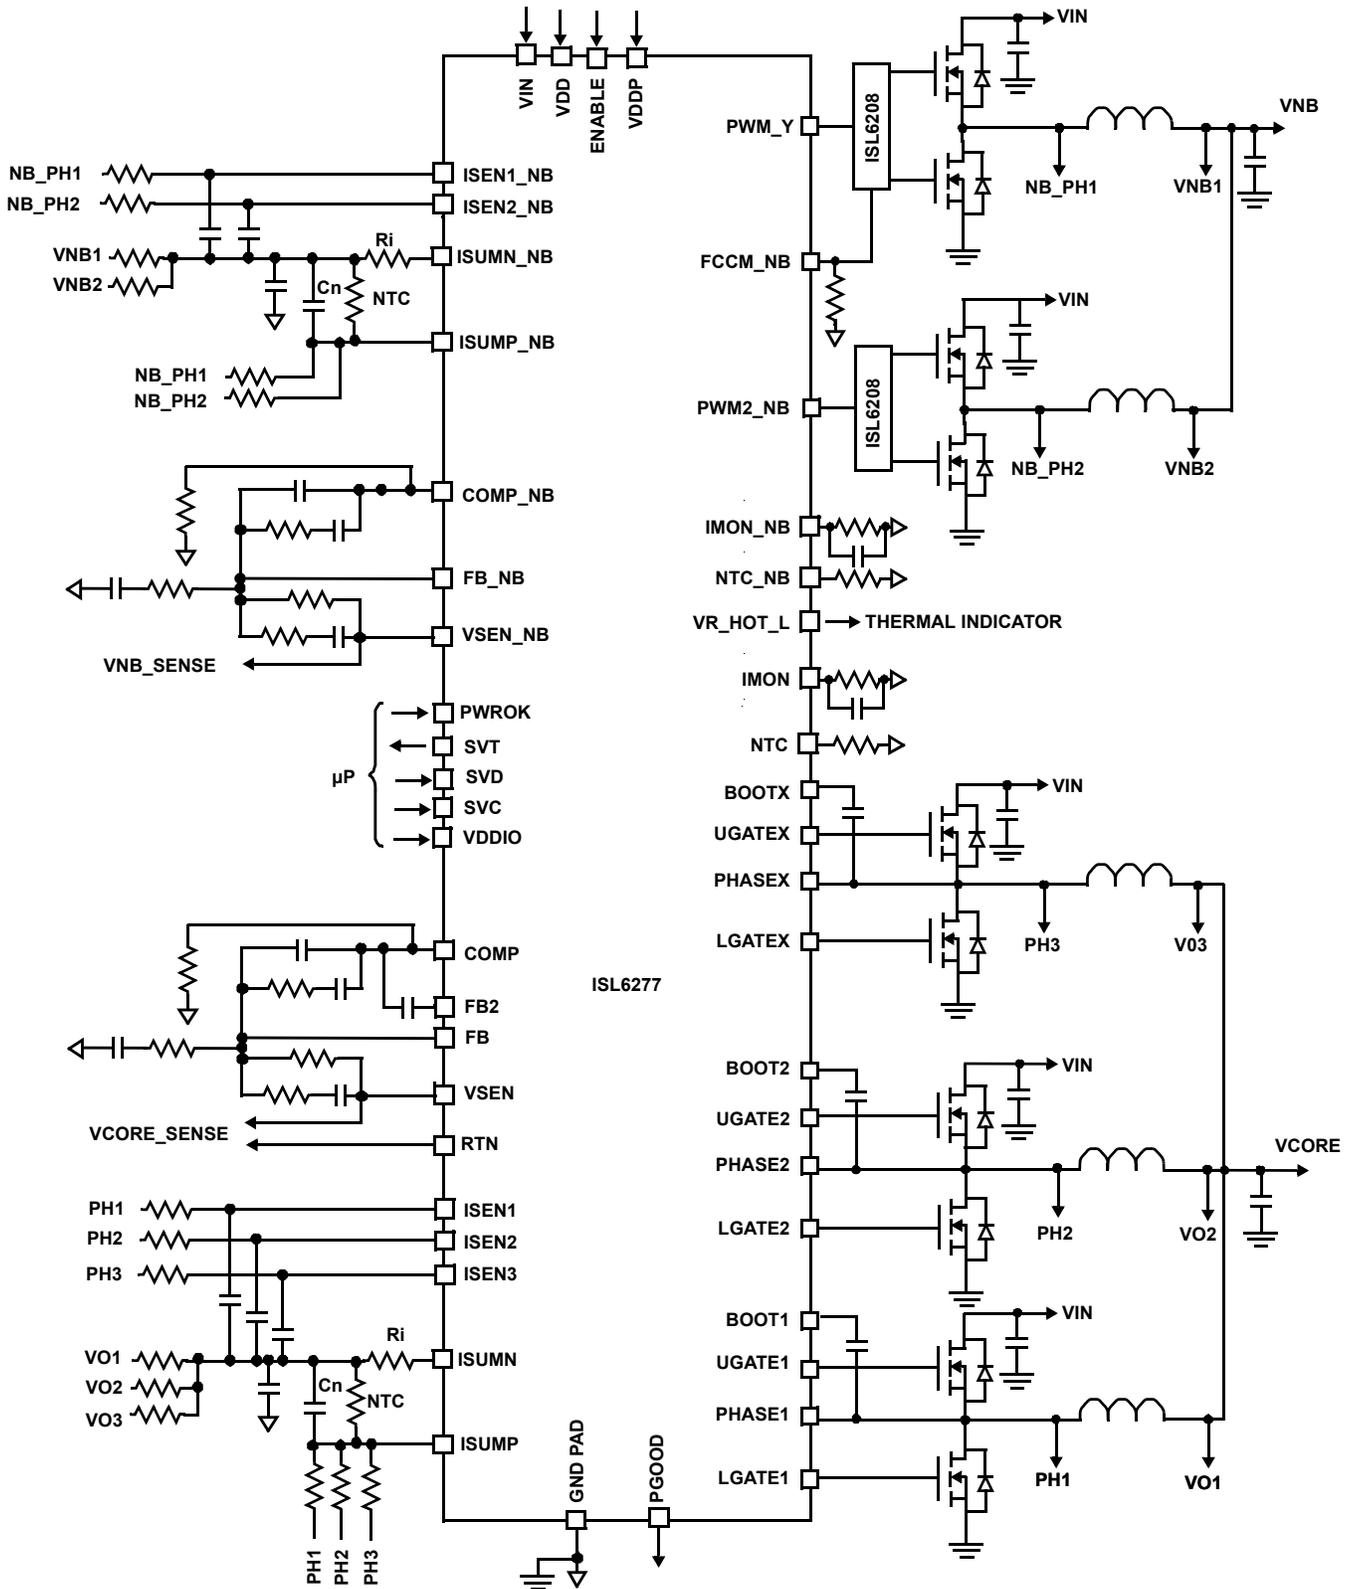 VIN
VDD
ENABLE
VDDP
NB_PH1
NB_PH2
VNB1
VNB2
Ri
Cn
NTC
NB_PH1
NB_PH2
ISEN1_NB
ISEN2_NB
ISUMN_NB
ISUMP_NB
COMP_NB
FB_NB
VSEN_NB
VNB_SENSE
µP
PWROK
SVT
SVD
SVC
VDDIO
COMP
FB2
FB
VSEN
VCORE_SENSE
RTN
PH1
PH2
PH3
ISEN1
ISEN2
ISEN3
VO1
VO2
VO3
Ri
Cn
NTC
ISUMN
ISUMP
PH1
PH2
PH3
GND PAD
PGOOD
ISL6277
PWM_Y
ISL6208
VIN
NB_PH1
VNB1
VNB
FCCM_NB
PWM2_NB
ISL6208
VIN
NB_PH2
VNB2
IMON_NB
NTC_NB
VR_HOT_L
THERMAL INDICATOR
IMON
NTC
BOOTX
UGATEX
PHASEX
LGATEX
VIN
PH3
V03
BOOT2
UGATE2
PHASE2
LGATE2
VIN
PH2
VO2
VCORE
BOOT1
UGATE1
PHASE1
LGATE1
VIN
PH1
VO1